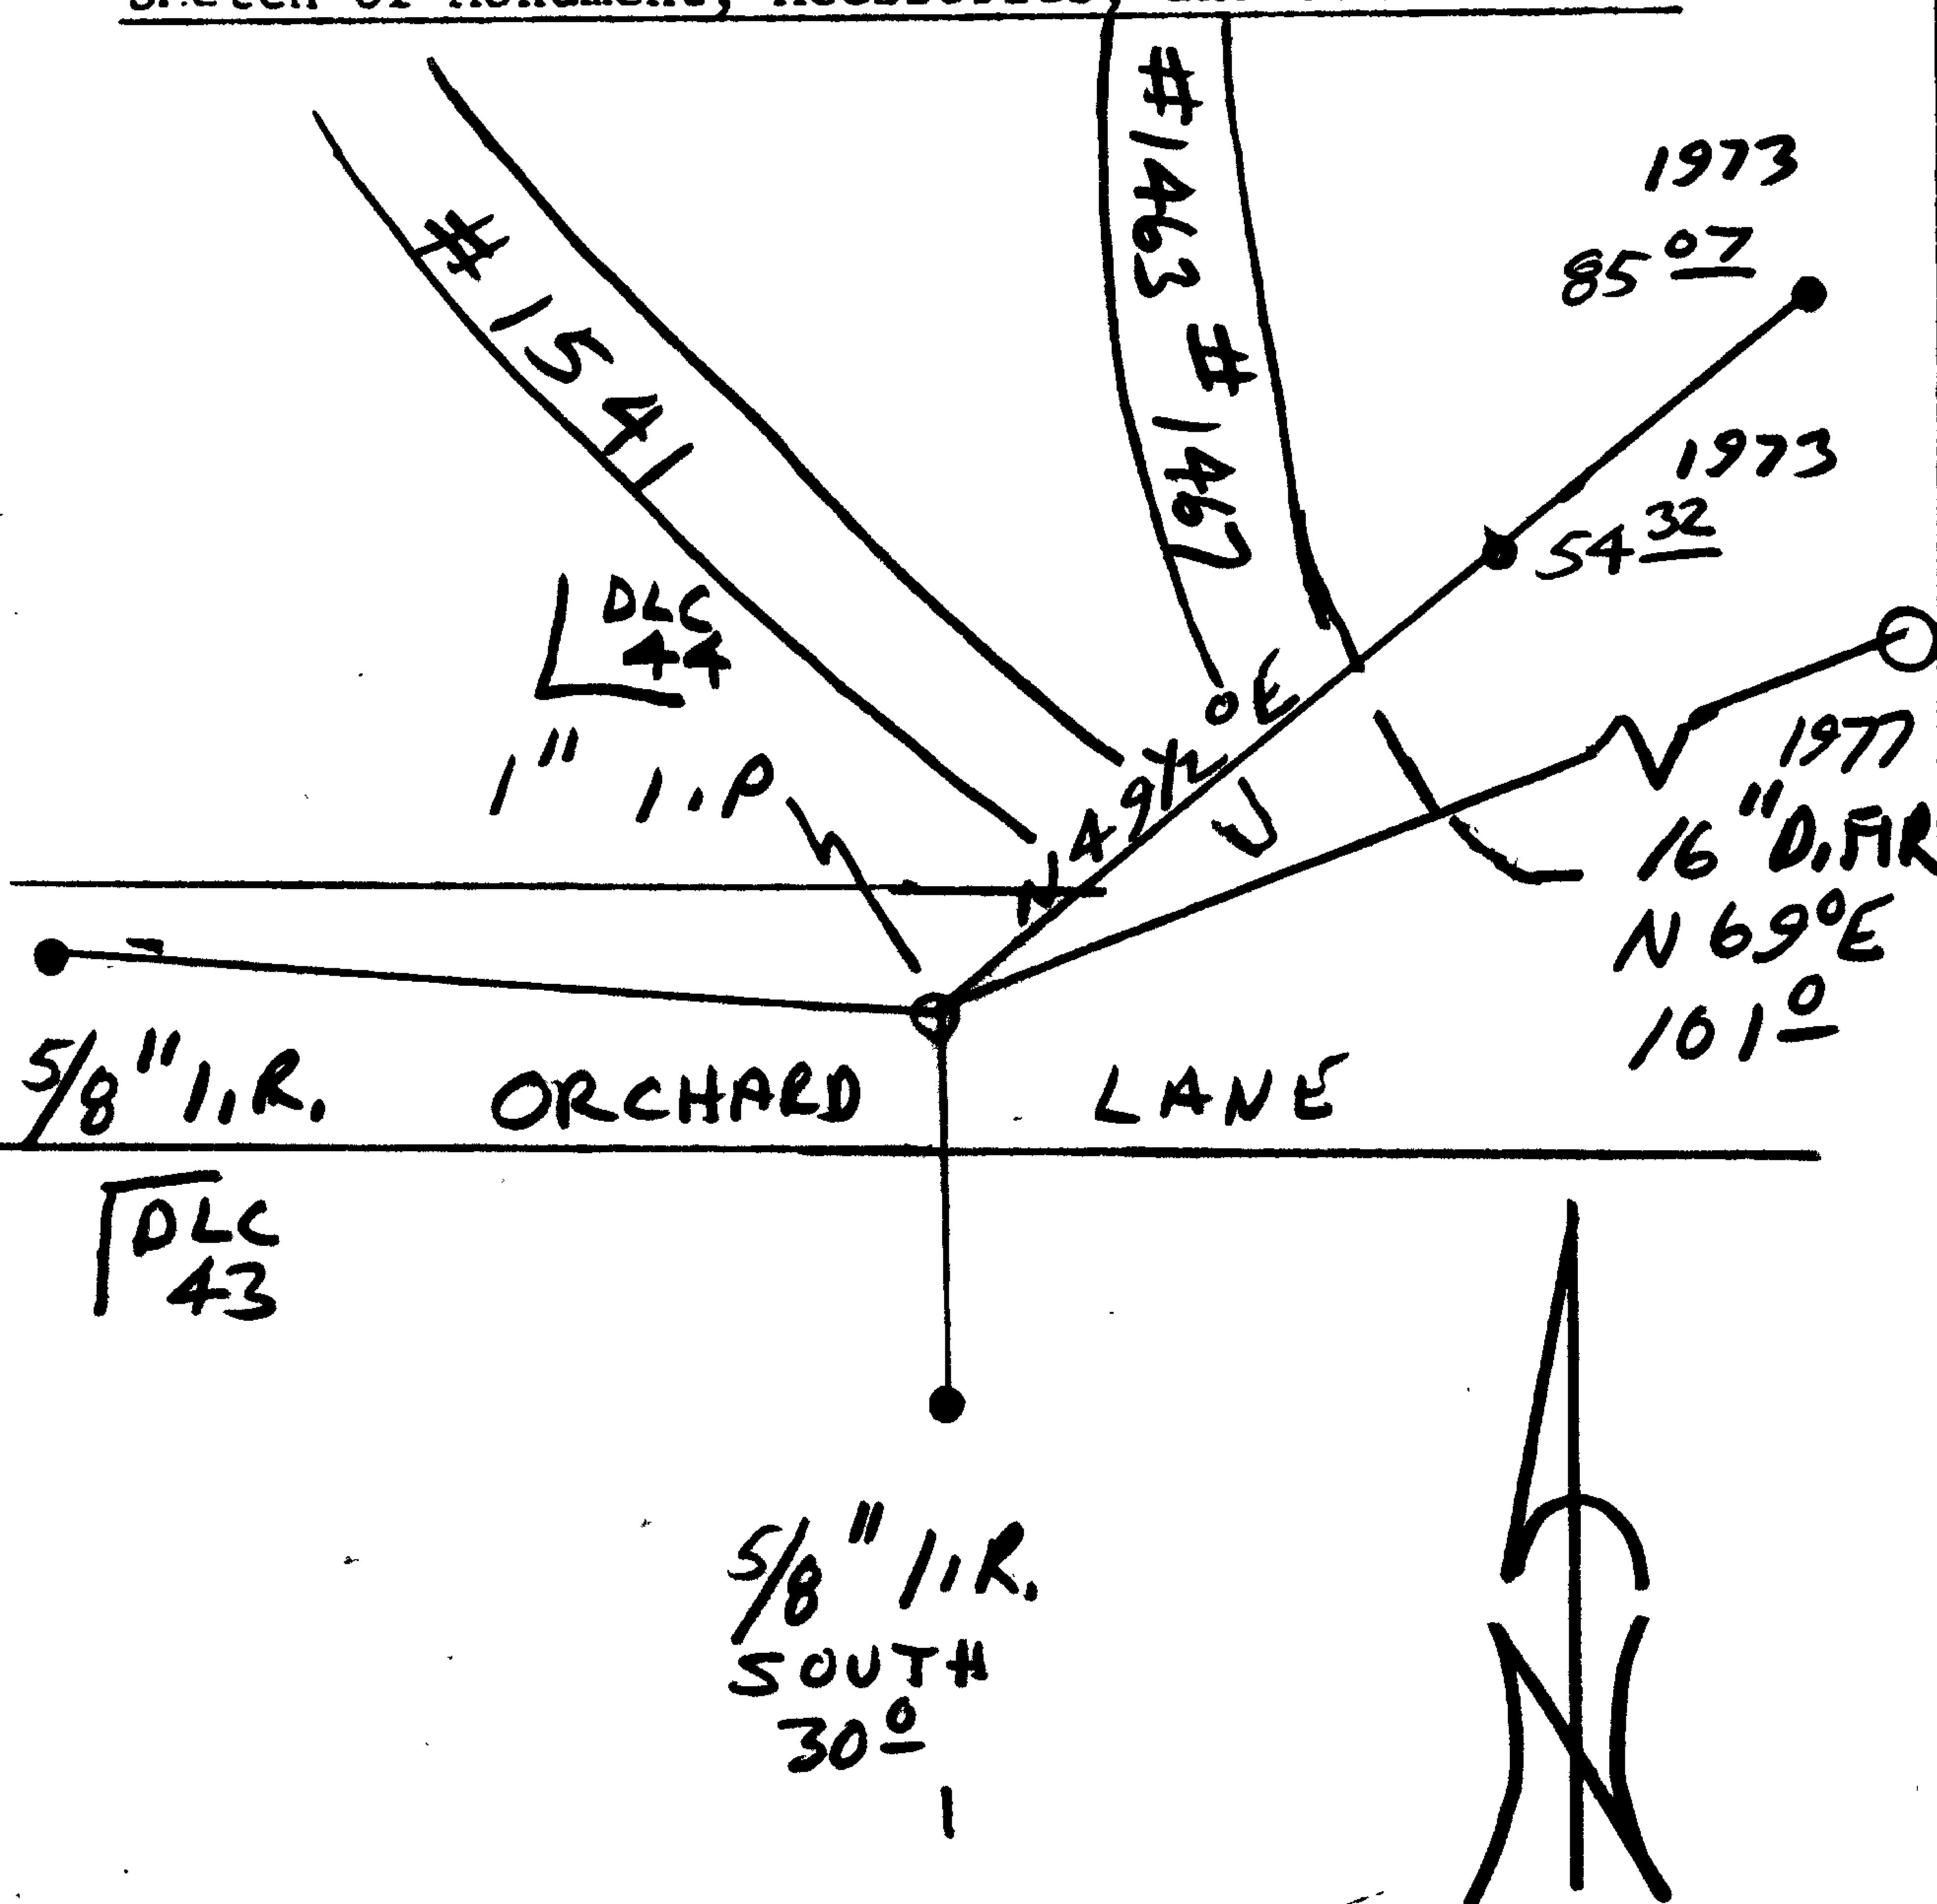 #1541
#1463 #1467
1973
85 07
1973
54 32
DLC
44
1" I.P
N 49½° E
1977
16" D.FIR
N 69° E
101 0
5/8" I.R.
ORCHARD LANE
DLC
43
5/8" I.R.
SOUTH
30 0
N